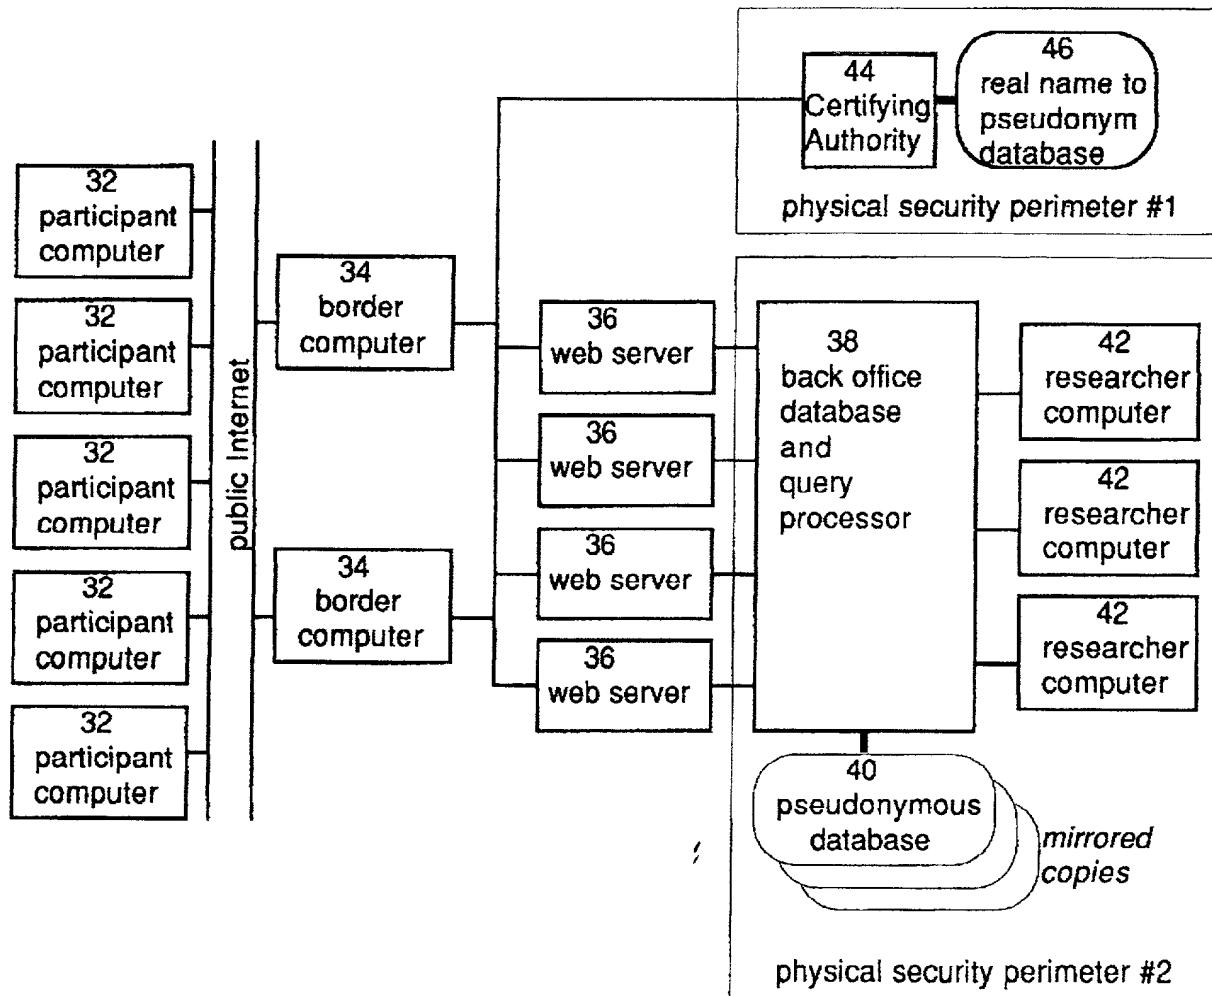 32
participant
computer
32
participant
computer
32
participant
computer
32
participant
computer
32
participant
computer
public Internet
34
border
computer
34
border
computer
36
web server
36
web server
36
web server
36
web server
44
Certifying
Authority
46
real name to
pseudonym
database
physical security perimeter #1
38
back office
database
and
query
processor
42
researcher
computer
42
researcher
computer
42
researcher
computer
40
pseudonymous
database
mirrored
copies
physical security perimeter #2